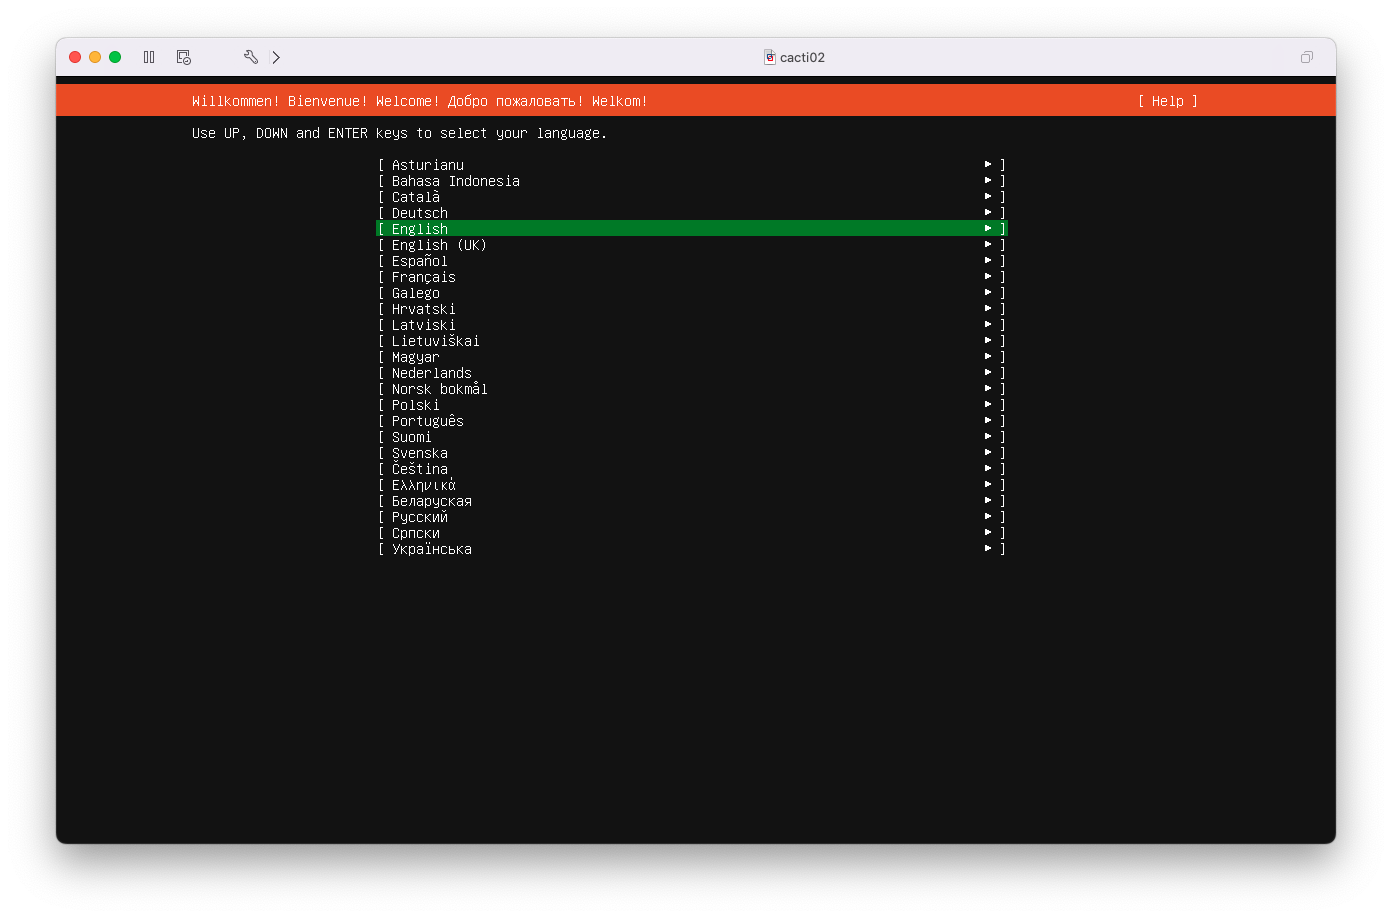 cacti02
Willkommen! Bienvenue! Welcome! Добро пожаловать! Welkom! [ Help ]
Use UP, DOWN and ENTER keys to select your language.
[ Asturianu ▸ ]
[ Bahasa Indonesia ▸ ]
[ Català ▸ ]
[ Deutsch ▸ ]
[ English ▸ ]
[ English (UK) ▸ ]
[ Español ▸ ]
[ Français ▸ ]
[ Galego ▸ ]
[ Hrvatski ▸ ]
[ Latviski ▸ ]
[ Lietuviškai ▸ ]
[ Magyar ▸ ]
[ Nederlands ▸ ]
[ Norsk bokmål ▸ ]
[ Polski ▸ ]
[ Português ▸ ]
[ Suomi ▸ ]
[ Svenska ▸ ]
[ Čeština ▸ ]
[ Ελληνικά ▸ ]
[ Беларуская ▸ ]
[ Русский ▸ ]
[ Српски ▸ ]
[ Українська ▸ ]